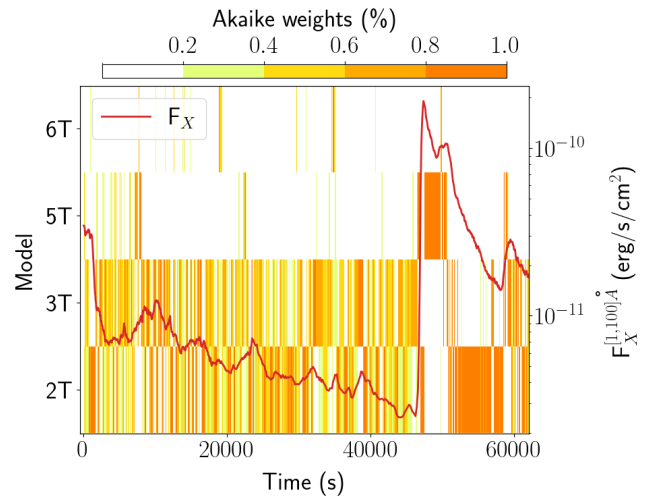 Akaike weights (%)
0.2 0.4 0.6 0.8 1.0
F_X
6T
5T
3T
2T
Model
10^{-10}
10^{-11}
F_X^{[1,100]Å} (erg/s/cm^2)
0 20000 40000 60000
Time (s)